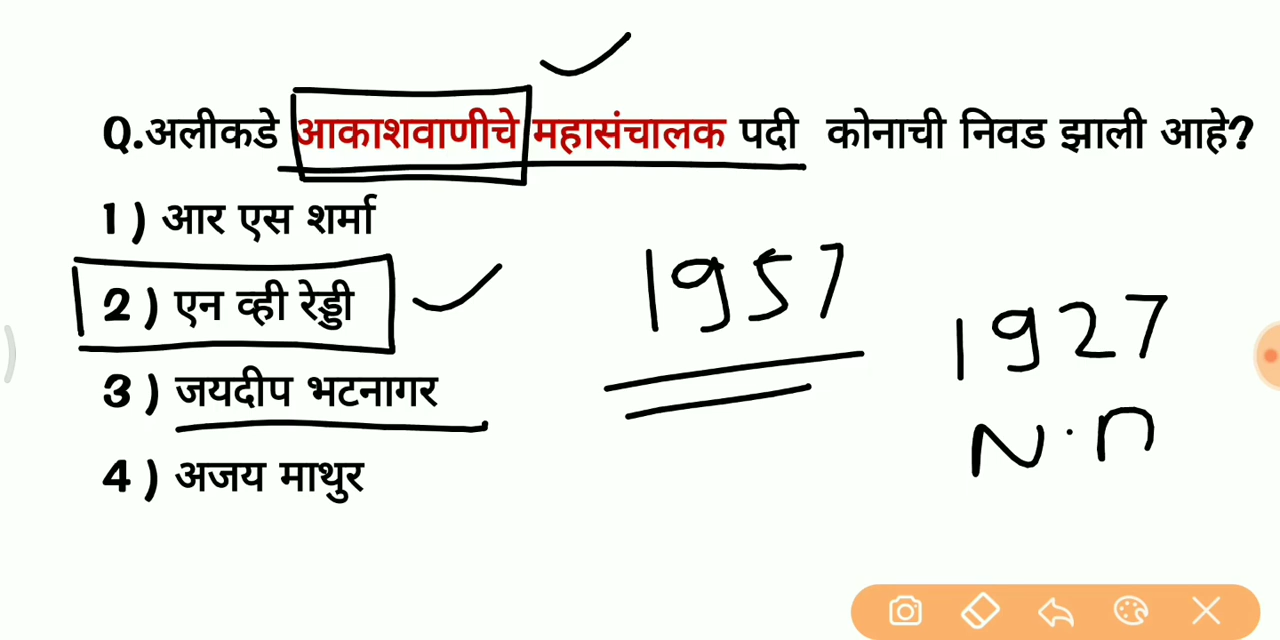 Q.अलीकडे आकाशवाणीचे महासंचालक पदी कोनाची निवड झाली आहे?
1 ) आर एस शर्मा
2 ) एन व्ही रेड्डी
3 ) जयदीप भटनागर
4 ) अजय माथुर
1957
1927
N.n